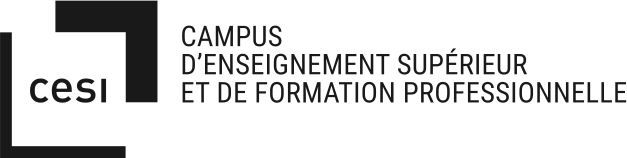 cesi
CAMPUS
D'ENSEIGNEMENT SUPÉRIEUR
ET DE FORMATION PROFESSIONNELLE